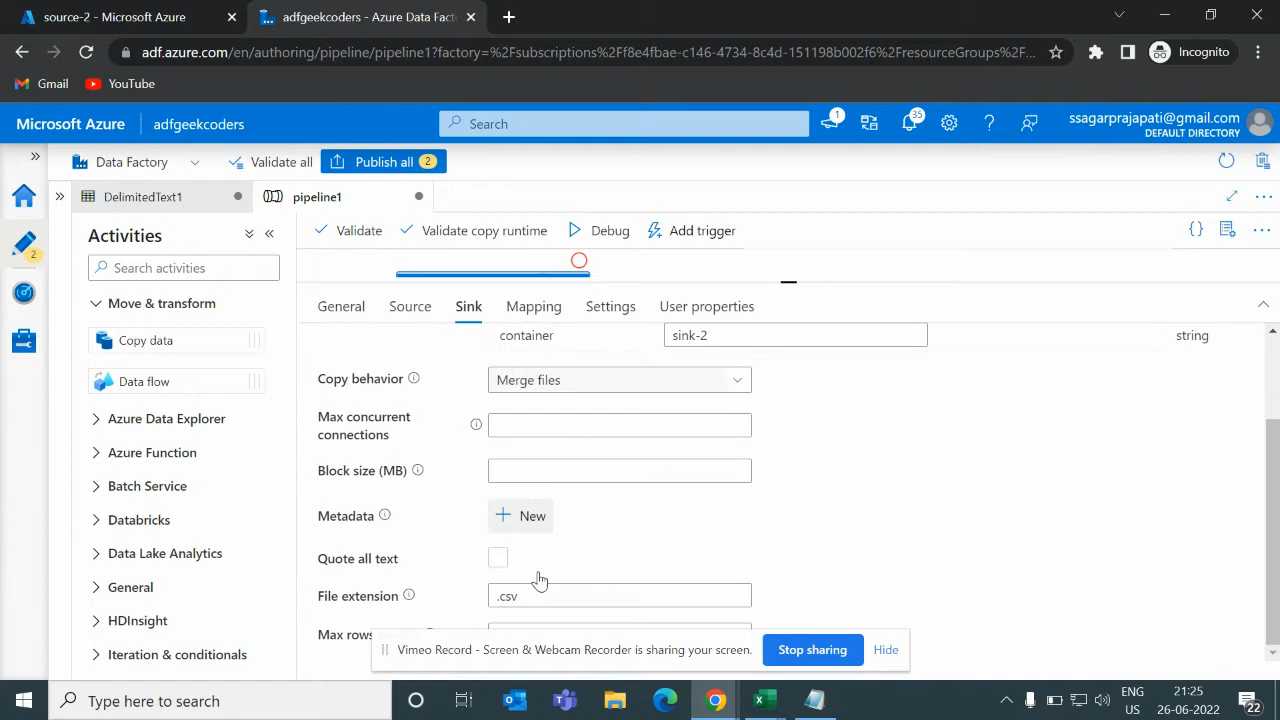 source-2 - Microsoft Azure
adfgeekcoders - Azure Data Facto
adf.azure.com/en/authoring/pipeline/pipeline1?factory=%2Fsubscriptions%2Ff8e4fbae-c146-4734-8c4d-151198b002f6%2FresourceGroups%2F...
Incognito
Gmail
YouTube
Microsoft Azure
adfgeekcoders
Search
1
35
ssagarprajapati@gmail.com
DEFAULT DIRECTORY
Data Factory
Validate all
Publish all
2
DelimitedText1
pipeline1
Validate
Validate copy runtime
Debug
Add trigger
2
Activities
Search activities
Move & transform
Copy data
Data flow
Azure Data Explorer
Azure Function
Batch Service
Databricks
Data Lake Analytics
General
HDInsight
Iteration & conditionals
General
Source
Sink
Mapping
Settings
User properties
container
sink-2
string
Copy behavior
Merge files
Max concurrent
connections
Block size (MB)
Metadata
New
Quote all text
File extension
.csv
Max rows
Vimeo Record - Screen & Webcam Recorder is sharing your screen.
Stop sharing
Hide
Type here to search
ENG
US
21:25
26-06-2022
22